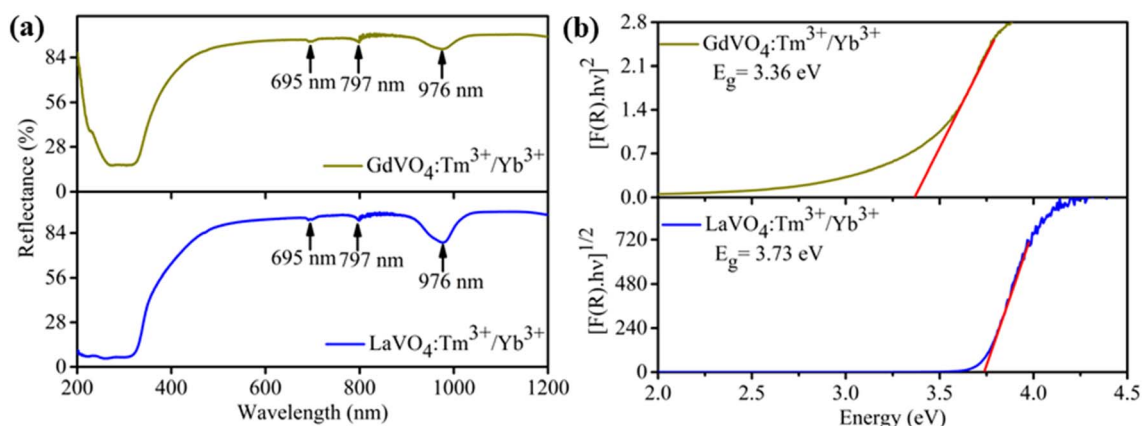 (a)
84
56
28
0
695 nm
797 nm
976 nm
GdVO4:Tm3+/Yb3+
Reflectance (%)
84
56
28
0
695 nm
797 nm
976 nm
LaVO4:Tm3+/Yb3+
200 400 600 800 1000 1200
Wavelength (nm)
(b)
2.8
2.1
1.4
0.7
0.0
[F(R).hν]2
GdVO4:Tm3+/Yb3+
Eg= 3.36 eV
720
480
240
0
[F(R).hν]1/2
LaVO4:Tm3+/Yb3+
Eg= 3.73 eV
2.0 2.5 3.0 3.5 4.0 4.5
Energy (eV)